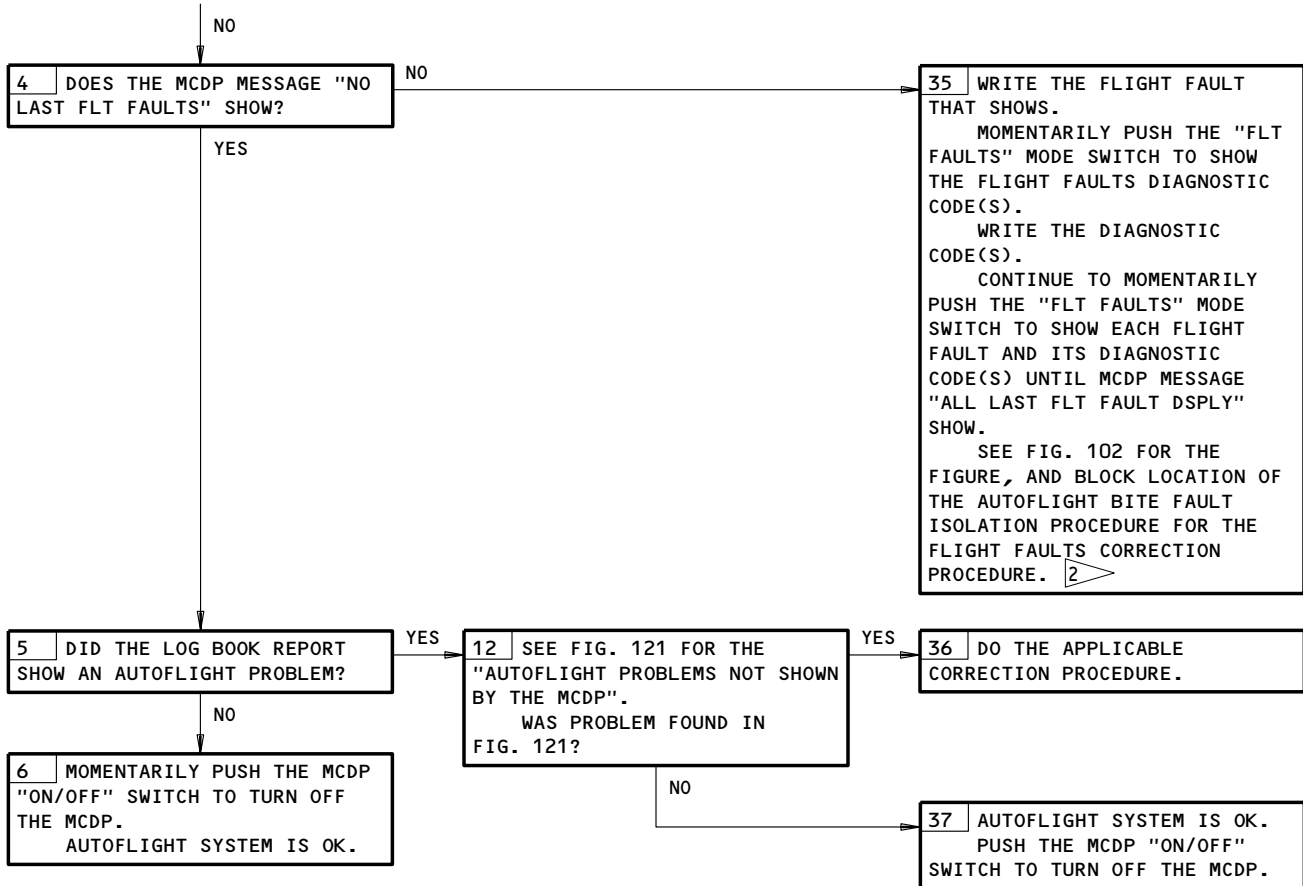 NO
4 DOES THE MCDP MESSAGE "NO
LAST FLT FAULTS" SHOW?
NO
YES
35 WRITE THE FLIGHT FAULT
THAT SHOWS.
MOMENTARILY PUSH THE "FLT
FAULTS" MODE SWITCH TO SHOW
THE FLIGHT FAULTS DIAGNOSTIC
CODE(S).
WRITE THE DIAGNOSTIC
CODE(S).
CONTINUE TO MOMENTARILY
PUSH THE "FLT FAULTS" MODE
SWITCH TO SHOW EACH FLIGHT
FAULT AND ITS DIAGNOSTIC
CODE(S) UNTIL MCDP MESSAGE
"ALL LAST FLT FAULT DSPLY"
SHOW.
SEE FIG. 102 FOR THE
FIGURE, AND BLOCK LOCATION OF
THE AUTOFLIGHT BITE FAULT
ISOLATION PROCEDURE FOR THE
FLIGHT FAULTS CORRECTION
PROCEDURE. 2
5 DID THE LOG BOOK REPORT
SHOW AN AUTOFLIGHT PROBLEM?
YES
NO
12 SEE FIG. 121 FOR THE
"AUTOFLIGHT PROBLEMS NOT SHOWN
BY THE MCDP".
WAS PROBLEM FOUND IN
FIG. 121?
YES
NO
36 DO THE APPLICABLE
CORRECTION PROCEDURE.
6 MOMENTARILY PUSH THE MCDP
"ON/OFF" SWITCH TO TURN OFF
THE MCDP.
AUTOFLIGHT SYSTEM IS OK.
37 AUTOFLIGHT SYSTEM IS OK.
PUSH THE MCDP "ON/OFF"
SWITCH TO TURN OFF THE MCDP.